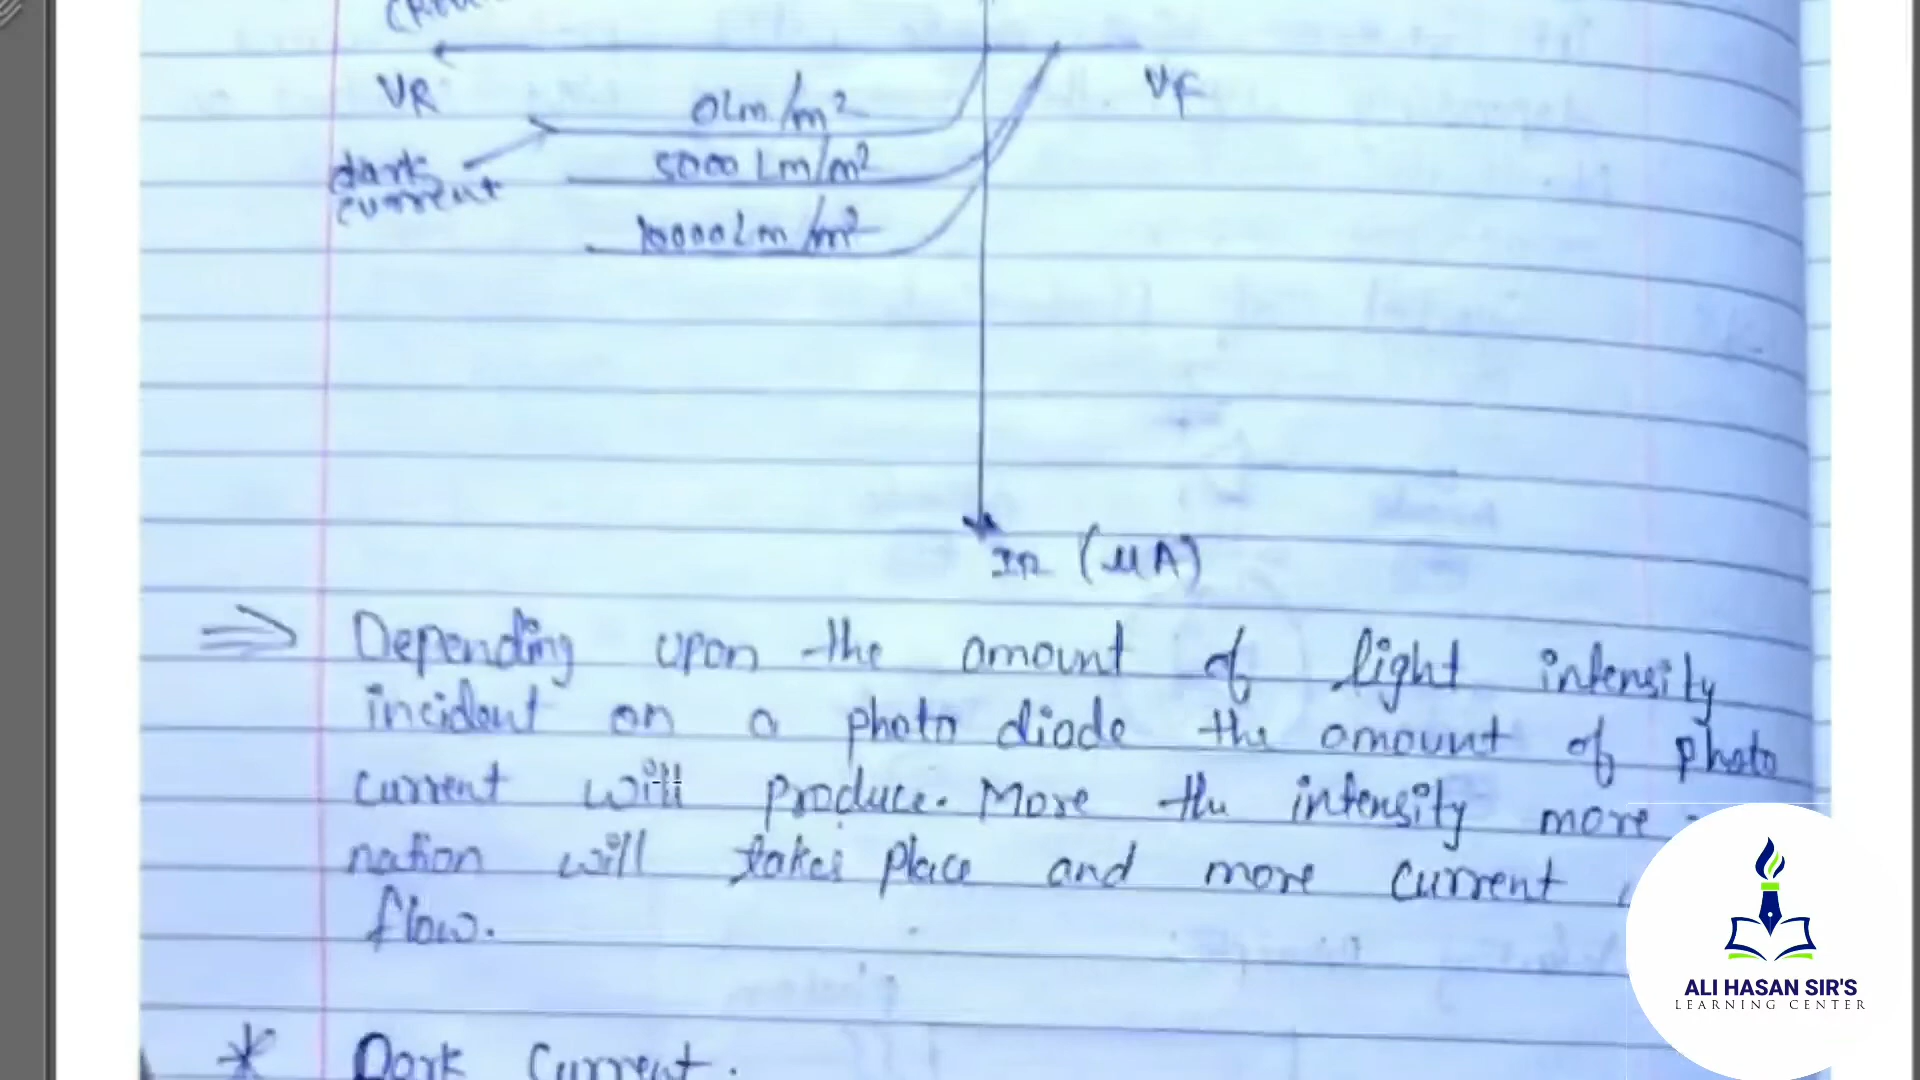 VR
VF
0Lm/m²
dark
current
5000 Lm/m²
10000Lm/m²
IR (μA)
⇒ Depending upon the amount of light intensity
incident on a photo diode the amount of photo
current will produce. More the intensity more
nation will takes place and more current
flow.
* Dark Current.
ALI HASAN SIR'S
LEARNING CENTER